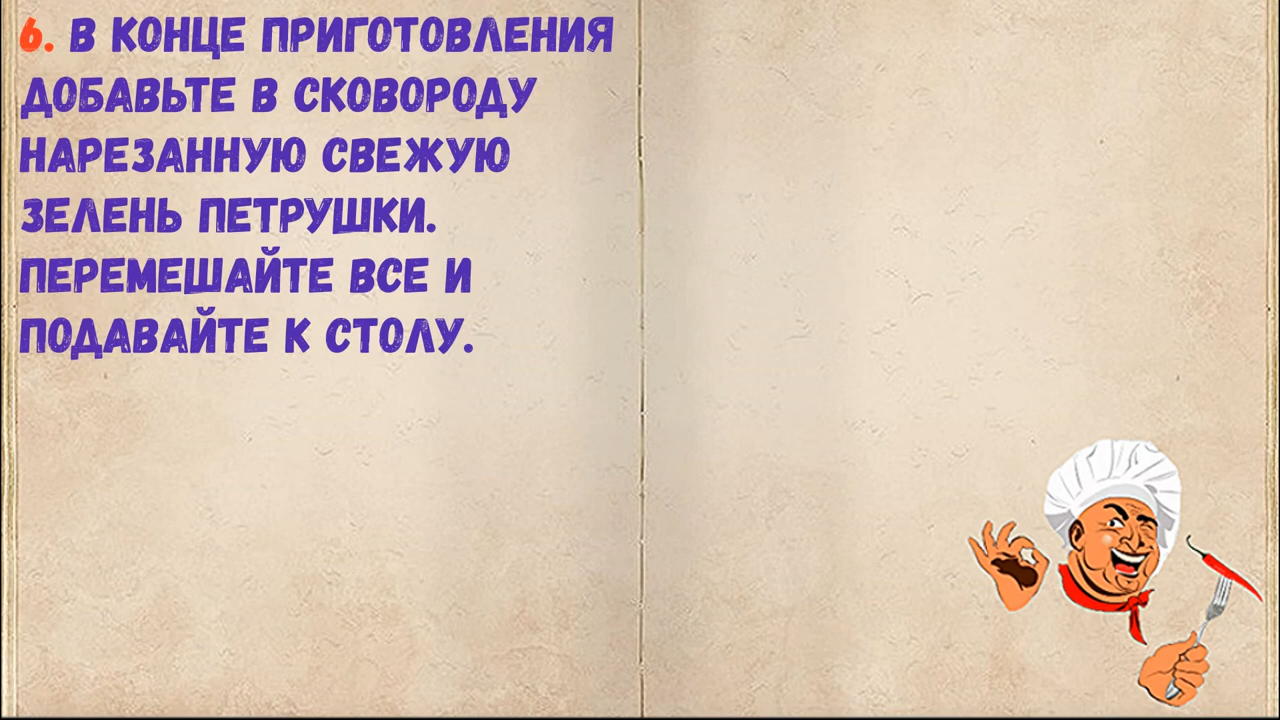 6. В КОНЦЕ ПРИГОТОВЛЕНИЯ
ДОБАВЬТЕ В СКОВОРОДУ
НАРЕЗАННУЮ СВЕЖУЮ
ЗЕЛЕНЬ ПЕТРУШКИ.
ПЕРЕМЕШАЙТЕ ВСЕ И
ПОДАВАЙТЕ К СТОЛУ.